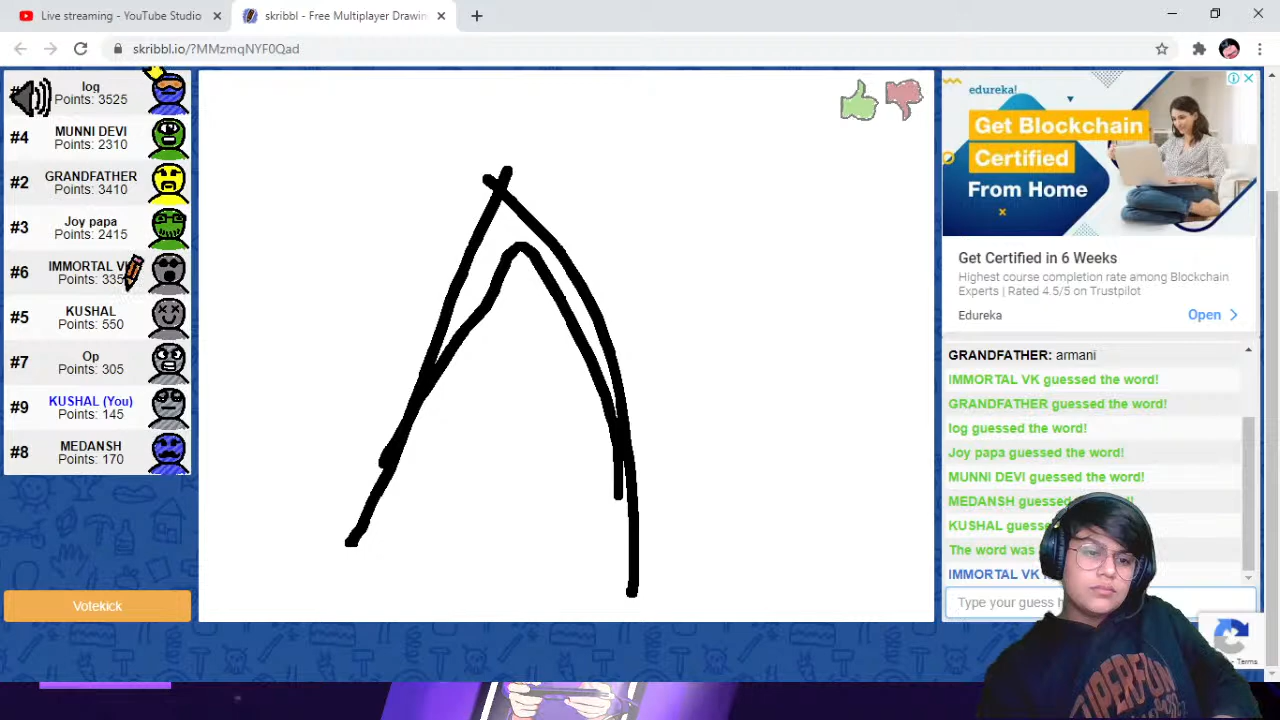 Live streaming - YouTube Studio
skribbl - Free Multiplayer Drawin
skribbl.io/?MMzmqNYF0Qad
log
Points: 3525
#4
MUNNI DEVI
Points: 2310
#2
GRANDFATHER
Points: 3410
#3
Joy papa
Points: 2415
#6
IMMORTAL VK
Points: 335
#5
KUSHAL
Points: 550
#7
Op
Points: 305
#9
KUSHAL (You)
Points: 145
#8
MEDANSH
Points: 170
Votekick
edureka!
Get Blockchain
Certified
From Home
Get Certified in 6 Weeks
Highest course completion rate among Blockchain
Experts | Rated 4.5/5 on Trustpilot
Edureka
Open
GRANDFATHER: armani
IMMORTAL VK guessed the word!
GRANDFATHER guessed the word!
log guessed the word!
Joy papa guessed the word!
MUNNI DEVI guessed the word!
MEDANSH guessed
KUSHAL guesse
The word was
IMMORTAL VK
Type your guess h
Terms